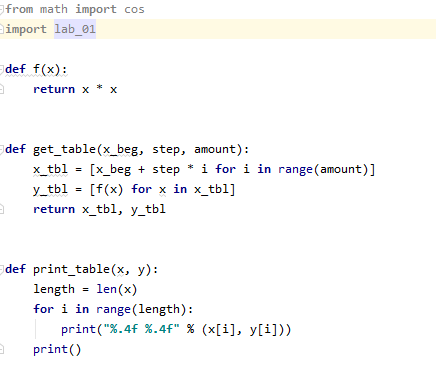 from math import cos
import lab_01
def f(x):
    return x * x
def get_table(x_beg, step, amount):
    x_tbl = [x_beg + step * i for i in range(amount)]
    y_tbl = [f(x) for x in x_tbl]
    return x_tbl, y_tbl
def print_table(x, y):
    length = len(x)
    for i in range(length):
        print("%.4f %.4f" % (x[i], y[i]))
    print()